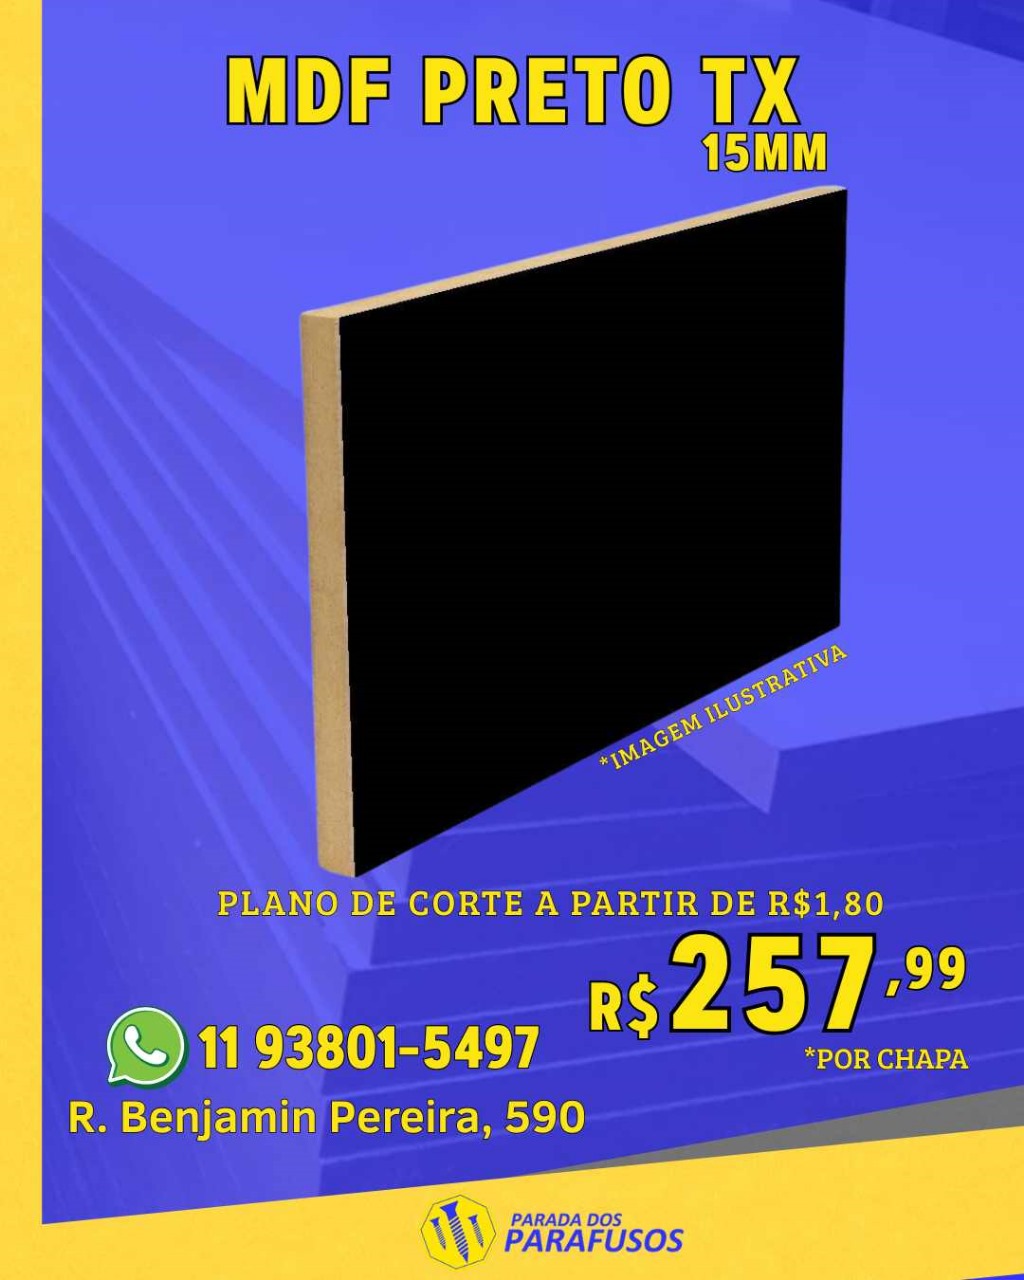 MDF PRETO TX
15MM
*IMAGEM ILUSTRATIVA
PLANO DE CORTE A PARTIR DE R$1,80
R$257,99
*POR CHAPA
11 93801-5497
R. Benjamin Pereira, 590
PARADA DOS
PARAFUSOS